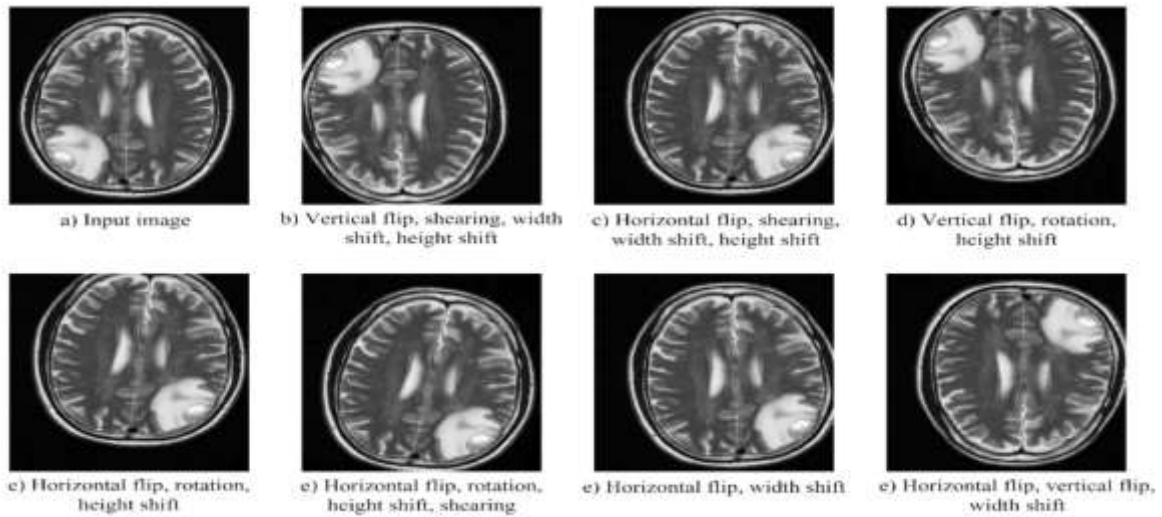 a) Input image
b) Vertical flip, shearing, width
shift, height shift
c) Horizontal flip, shearing,
width shift, height shift
d) Vertical flip, rotation,
height shift
e) Horizontal flip, rotation,
height shift
e) Horizontal flip, rotation,
height shift, shearing
e) Horizontal flip, width shift
e) Horizontal flip, vertical flip,
width shift